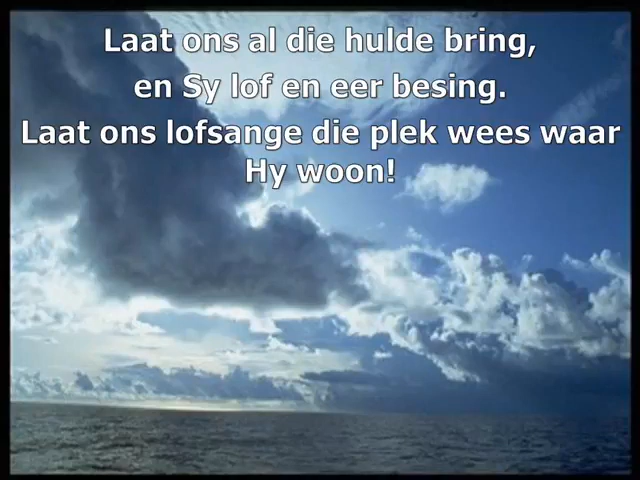 Laat ons al die hulde bring,
en Sy lof en eer besing.
Laat ons lofsange die plek wees waar
Hy woon!